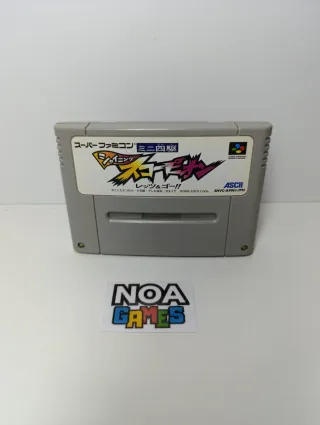 スーパーファミコン
ミニ四駆
シャイニング
スコーピオン
レッツ&ゴー!!
ASCII
NOA
GAMES